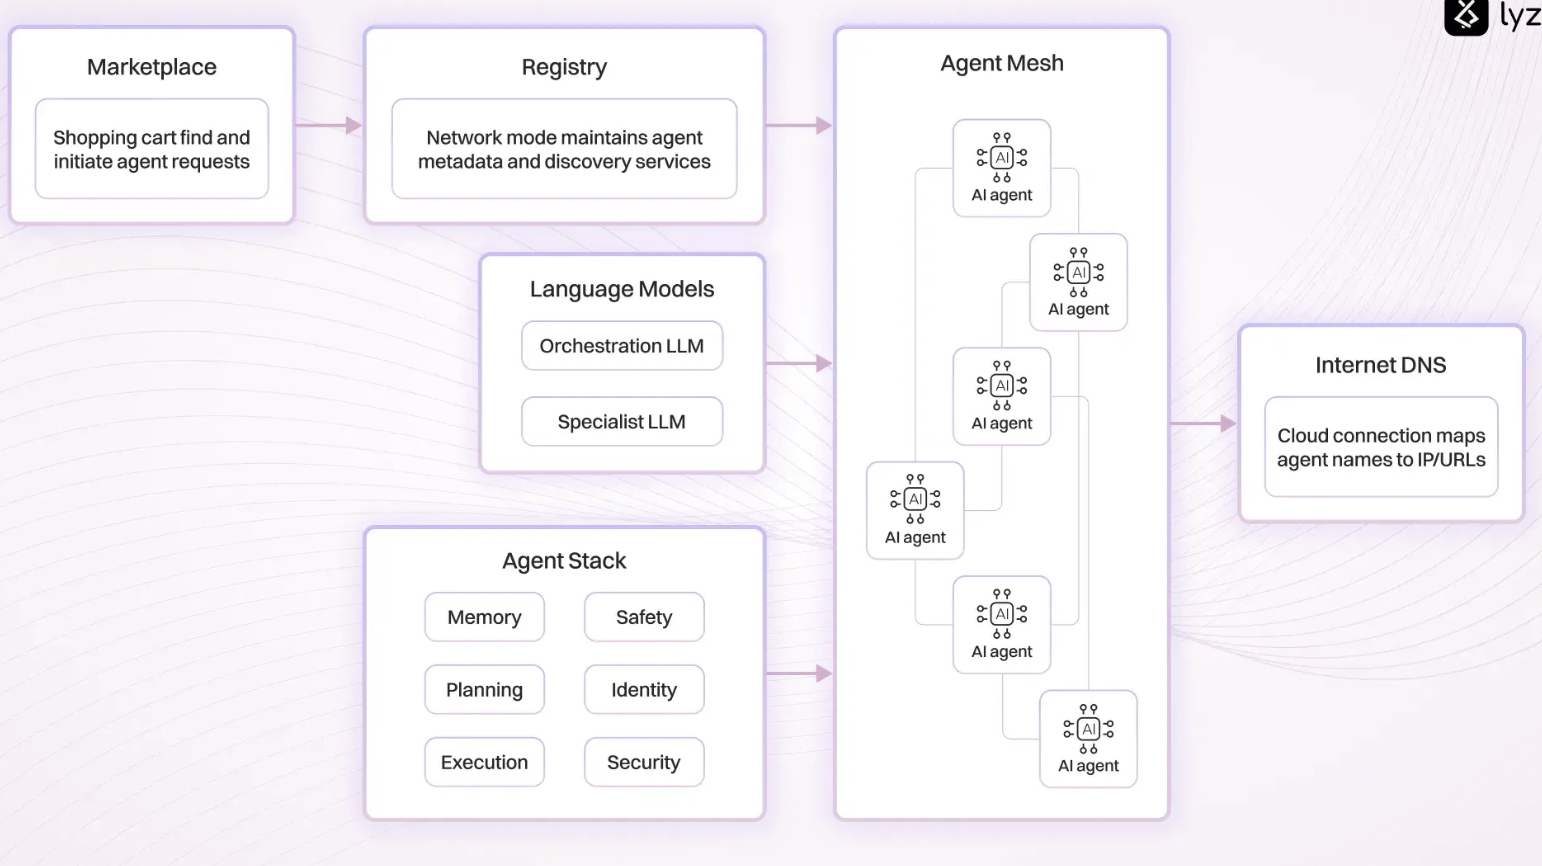 lyz
Marketplace
Shopping cart find and
initiate agent requests
Registry
Network mode maintains agent
metadata and discovery services
Language Models
Orchestration LLM
Specialist LLM
Agent Stack
Memory
Safety
Planning
Identity
Execution
Security
Agent Mesh
AI
AI agent
AI
AI agent
AI
AI agent
AI
AI agent
AI
AI agent
AI
AI agent
Internet DNS
Cloud connection maps
agent names to IP/URLs